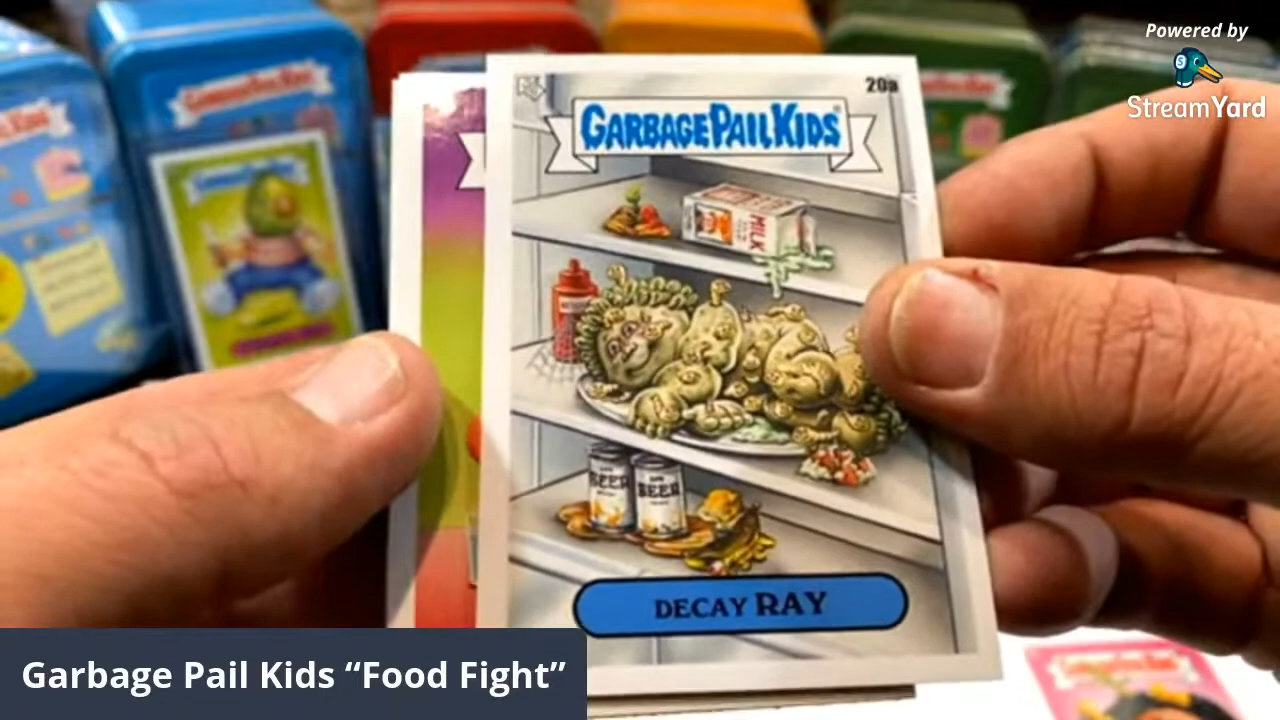 Powered by
StreamYard
20a
GARBAGE PAIL KIDS
MILK
BEER
BEER
DECAY RAY
Garbage Pail Kids “Food Fight”